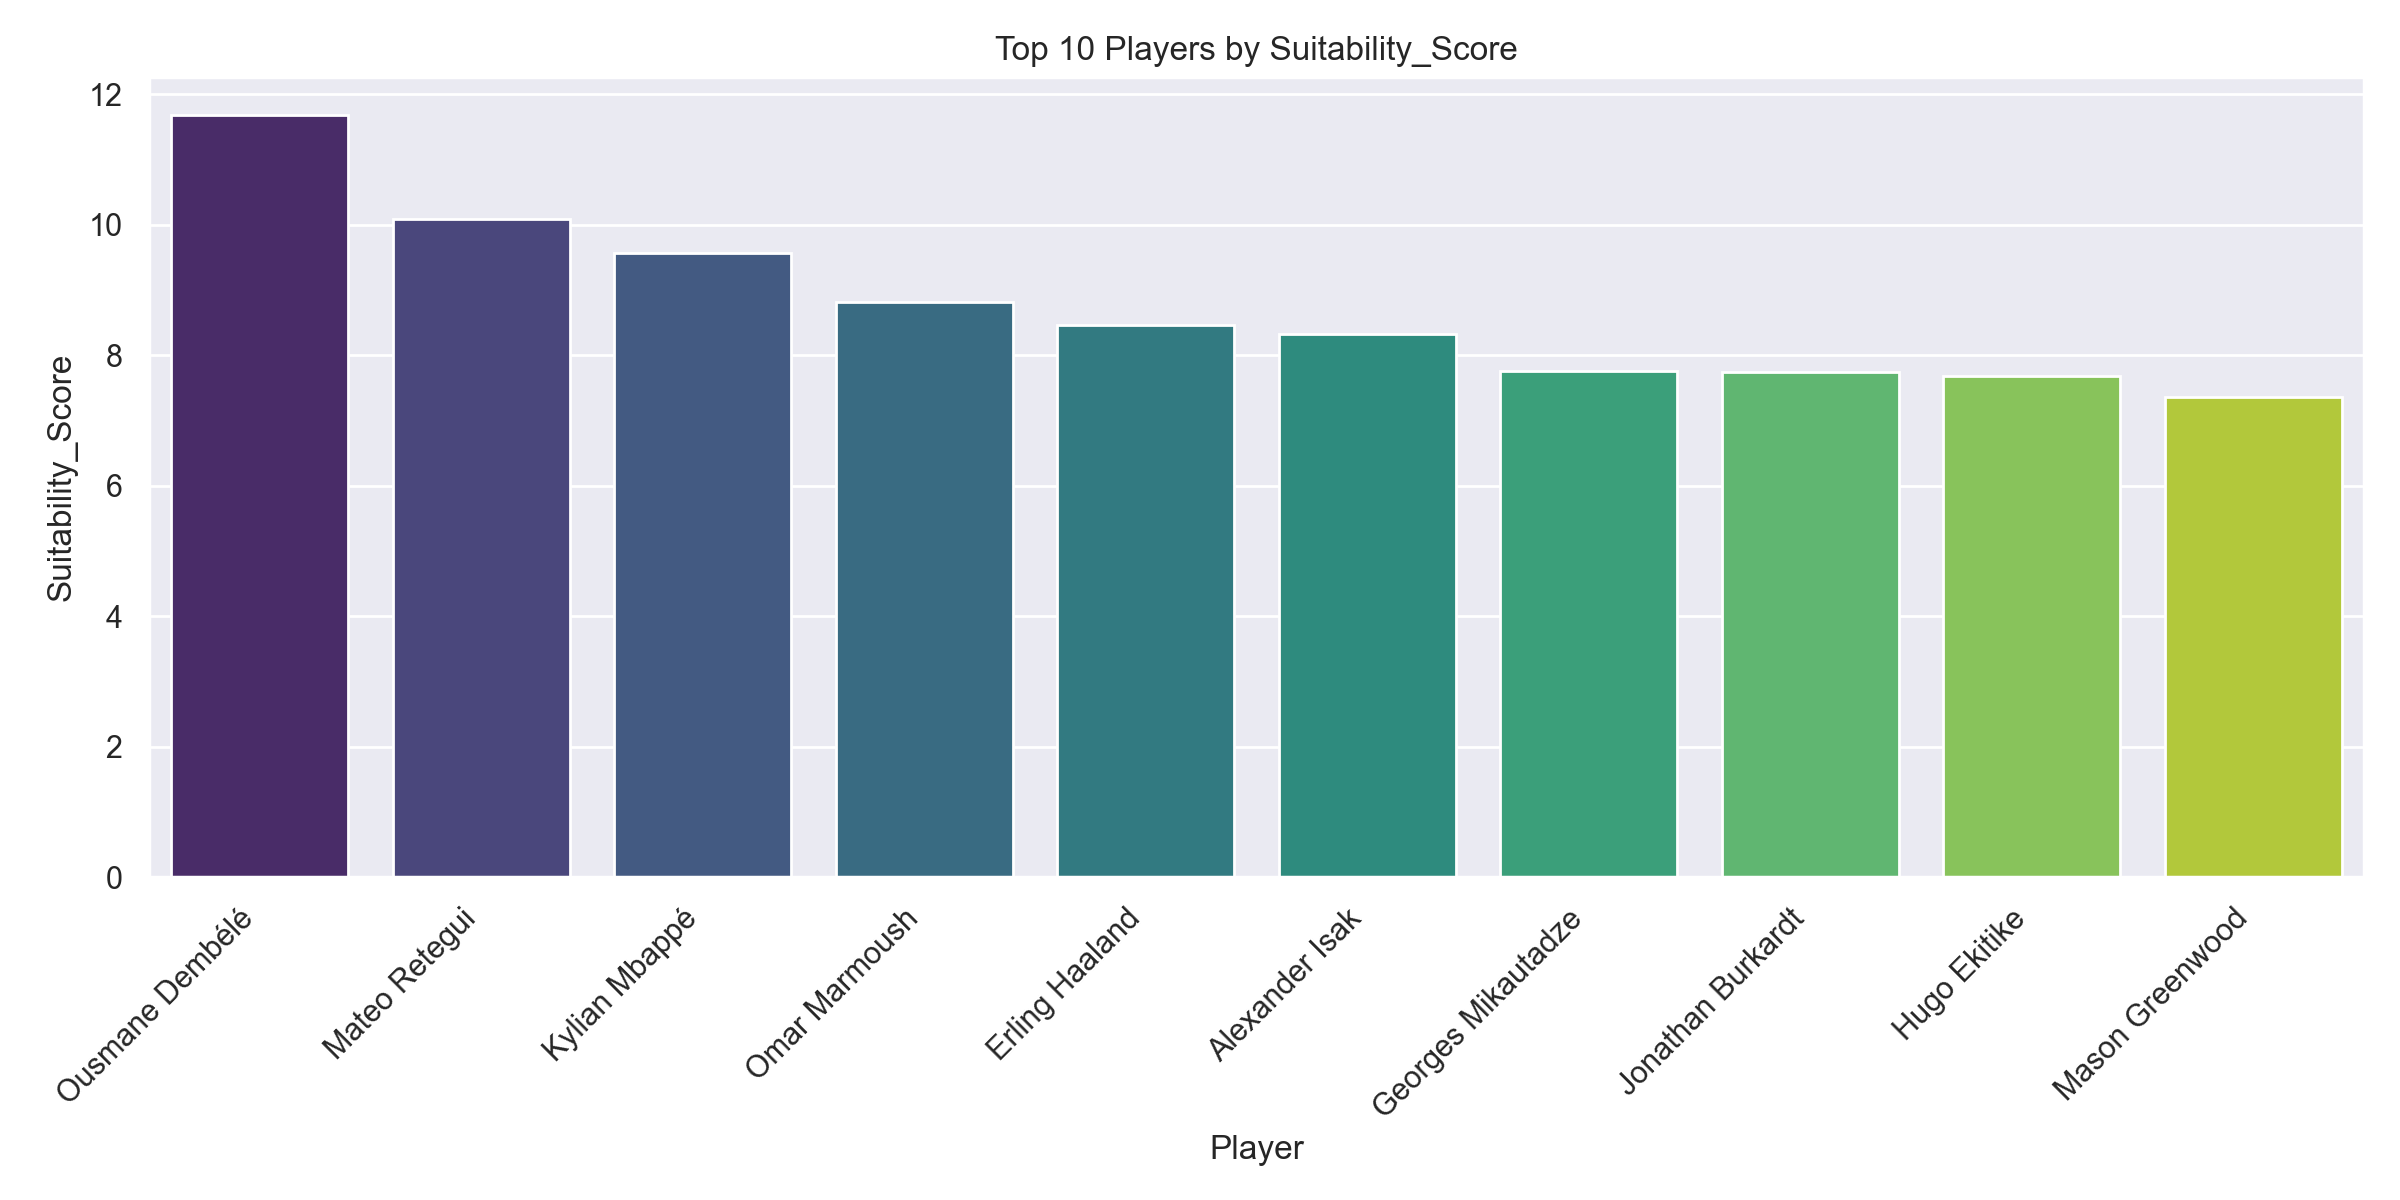 Top 10 Players by Suitability_Score
12
10
8
6
4
2
0
Suitability_Score
Ousmane Dembélé
Mateo Retegui
Kylian Mbappé
Omar Marmoush
Erling Haaland
Alexander Isak
Georges Mikautadze
Jonathan Burkardt
Hugo Ekitike
Mason Greenwood
Player